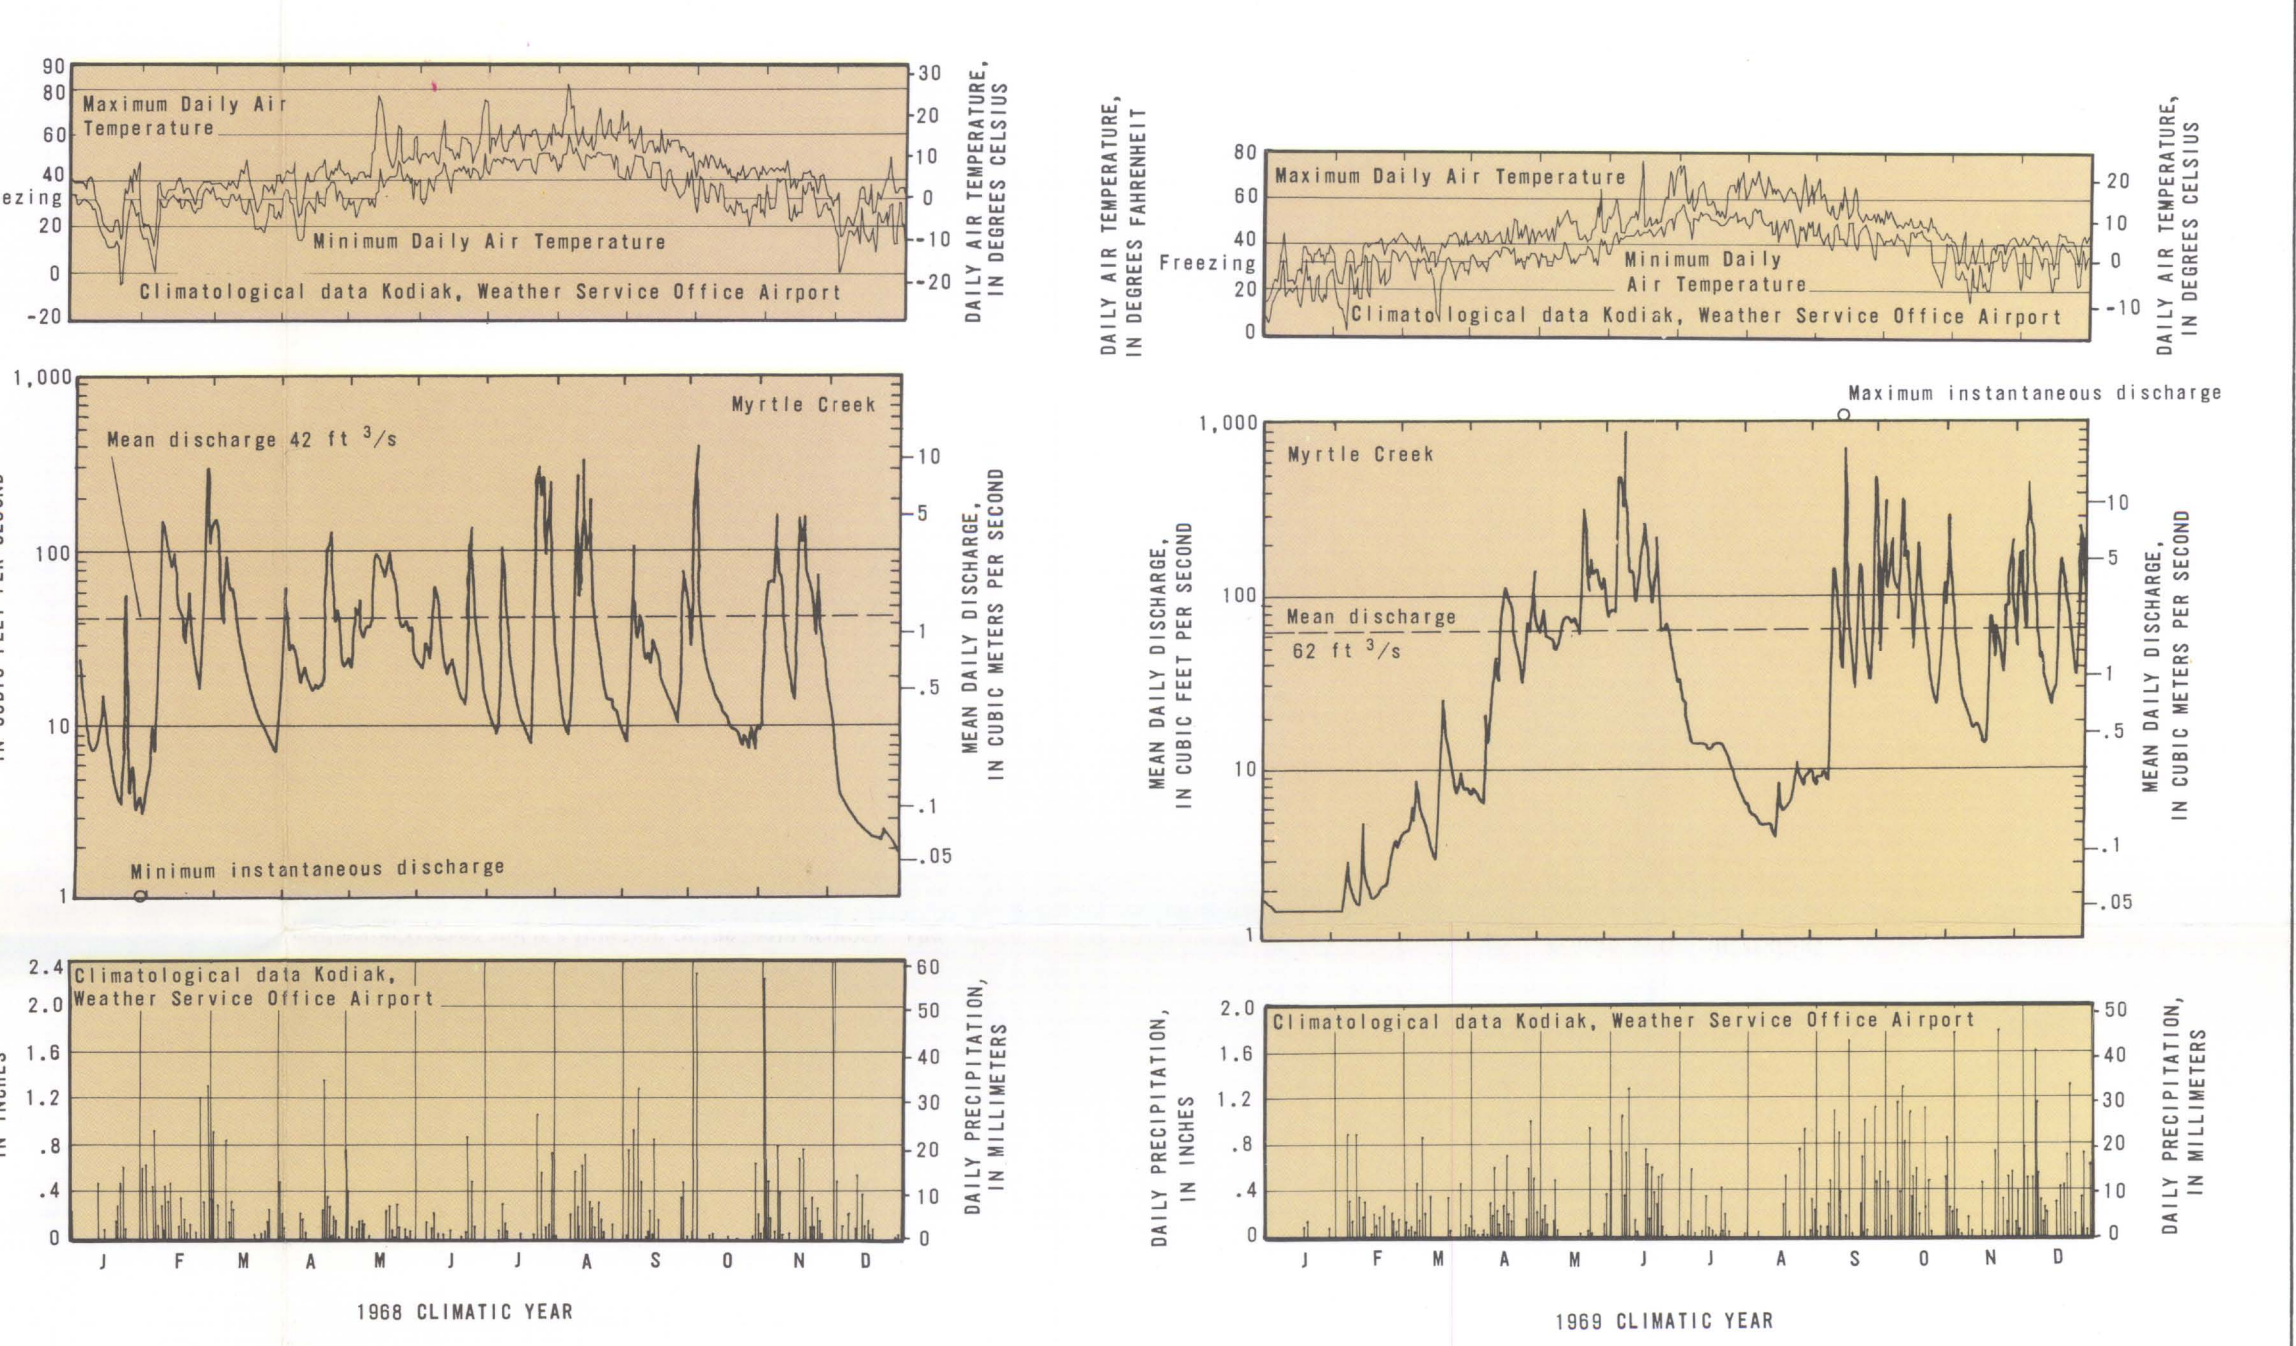 90
80
60
40
ezing
20
0
-20
Maximum Daily Air
Temperature
Minimum Daily Air Temperature
Climatological data Kodiak, Weather Service Office Airport
30
20
10
0
-10
-20
DAILY AIR TEMPERATURE,
IN DEGREES CELSIUS
1,000
100
10
1
Myrtle Creek
Mean discharge 42 ft 3/s
Minimum instantaneous discharge
10
5
1
.5
.1
.05
MEAN DAILY DISCHARGE,
IN CUBIC METERS PER SECOND
2.4
2.0
1.6
1.2
.8
.4
0
IN INCHES
Climatological data Kodiak,
Weather Service Office Airport
60
50
40
30
20
10
0
DAILY PRECIPITATION,
IN MILLIMETERS
J F M A M J J A S O N D
1968 CLIMATIC YEAR
DAILY AIR TEMPERATURE,
IN DEGREES FAHRENHEIT
80
60
40
Freezing
20
0
Maximum Daily Air Temperature
Minimum Daily
Air Temperature
Climatological data Kodiak, Weather Service Office Airport
20
10
0
-10
DAILY AIR TEMPERATURE,
IN DEGREES CELSIUS
Maximum instantaneous discharge
MEAN DAILY DISCHARGE,
IN CUBIC FEET PER SECOND
1,000
100
10
1
Myrtle Creek
Mean discharge
62 ft 3/s
10
5
1
.5
.1
.05
MEAN DAILY DISCHARGE,
IN CUBIC METERS PER SECOND
DAILY PRECIPITATION,
IN INCHES
2.0
1.6
1.2
.8
.4
0
Climatological data Kodiak, Weather Service Office Airport
50
40
30
20
10
0
DAILY PRECIPITATION,
IN MILLIMETERS
J F M A M J J A S O N D
1969 CLIMATIC YEAR